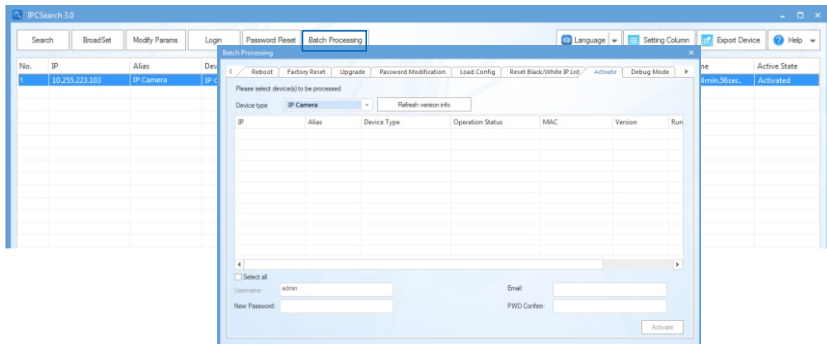 IPCSearch 3.0
Search BroadSet Modify Params Login Password Reset Batch Processing Language Setting Column Export Device Help
No. IP Alias Dev me Active State
1 10.255.223.103 IP Camera IP C 4min.56sec. Activated
Batch Processing
Reboot Factory Reset Upgrade Password Modification Load Config Reset Black/White IP List Activate Debug Mode
Please select device(s) to be processed.
Device type IP Camera Refresh version info
IP Alias Device Type Operation Status MAC Version Run
Select all
Username: admin Email:
New Password: PWD Confirm:
Activate